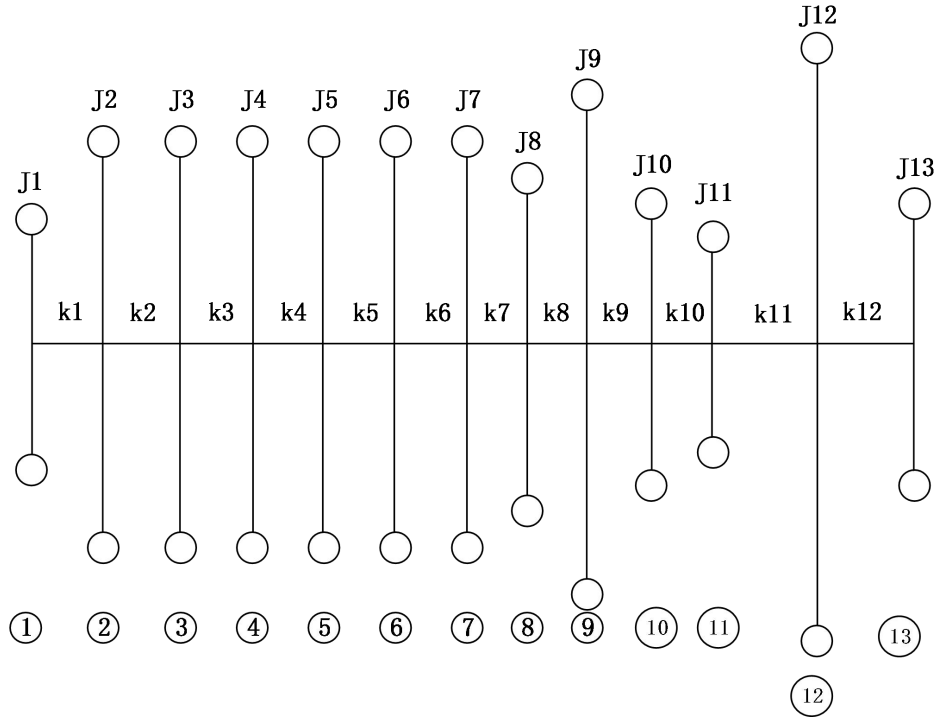 J12
J9
J2 J3 J4 J5 J6 J7
J8
J10 J13
J1 J11
k1 k2 k3 k4 k5 k6 k7 k8 k9 k10 k11 k12
① ② ③ ④ ⑤ ⑥ ⑦ ⑧ ⑨ ⑩ ⑪ ⑬
⑫